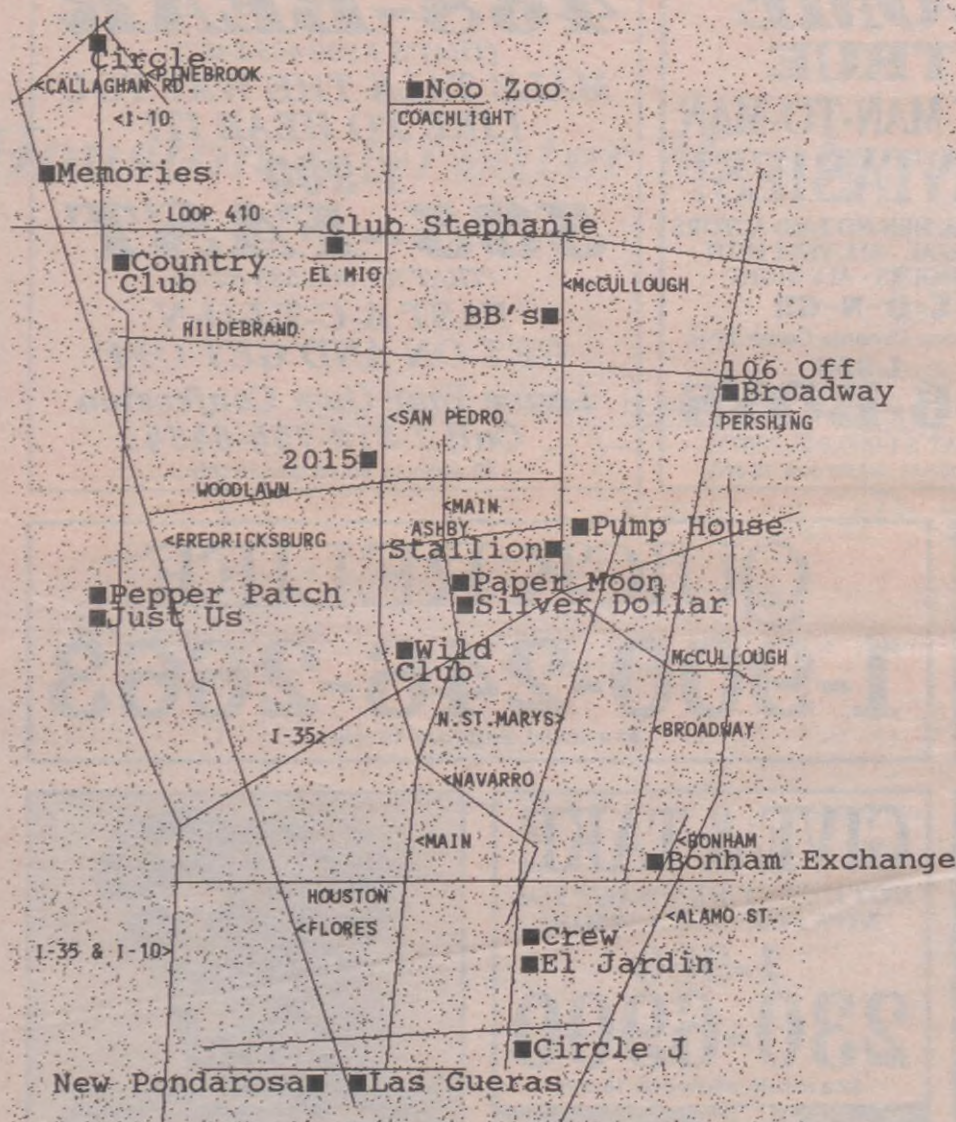 Circle
<PINEBROOK
<CALLAGHAN RD.
■Noo Zoo
COACHLIGHT
<I-10
■Memories
LOOP 410
Club Stephanie
■Country
Club
EL MIO
<McCULLOUGH
BB's■
HILDEBRAND
106 Off
■Broadway
<SAN PEDRO
PERSHING
2015■
WOODLAWN
<MAIN
ASHBY
■Pump House
<FREDRICKSBURG
Stallion■
■Paper Moon
■Pepper Patch
■Silver Dollar
■Just Us
■Wild
Club
McCULLOUGH
N.ST.MARYS>
<BROADWAY
I-35>
<NAVARRO
<MAIN
<BONHAM
■Bonham Exchange
HOUSTON
<ALAMO ST.
<FLORES
■Crew
I-35 & I-10>
■El Jardin
■Circle J
New Pondarosa■ ■Las Gueras